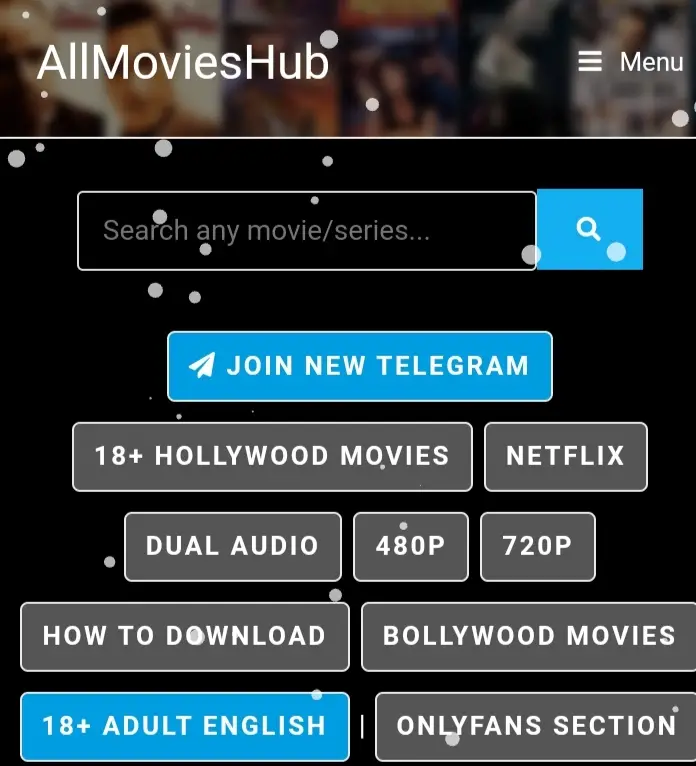 AllMoviesHub
Menu
Search any movie/series...
JOIN NEW TELEGRAM
18+ HOLLYWOOD MOVIES NETFLIX
DUAL AUDIO 480P 720P
HOW TO DOWNLOAD BOLLYWOOD MOVIES
18+ ADULT ENGLISH | ONLYFANS SECTION